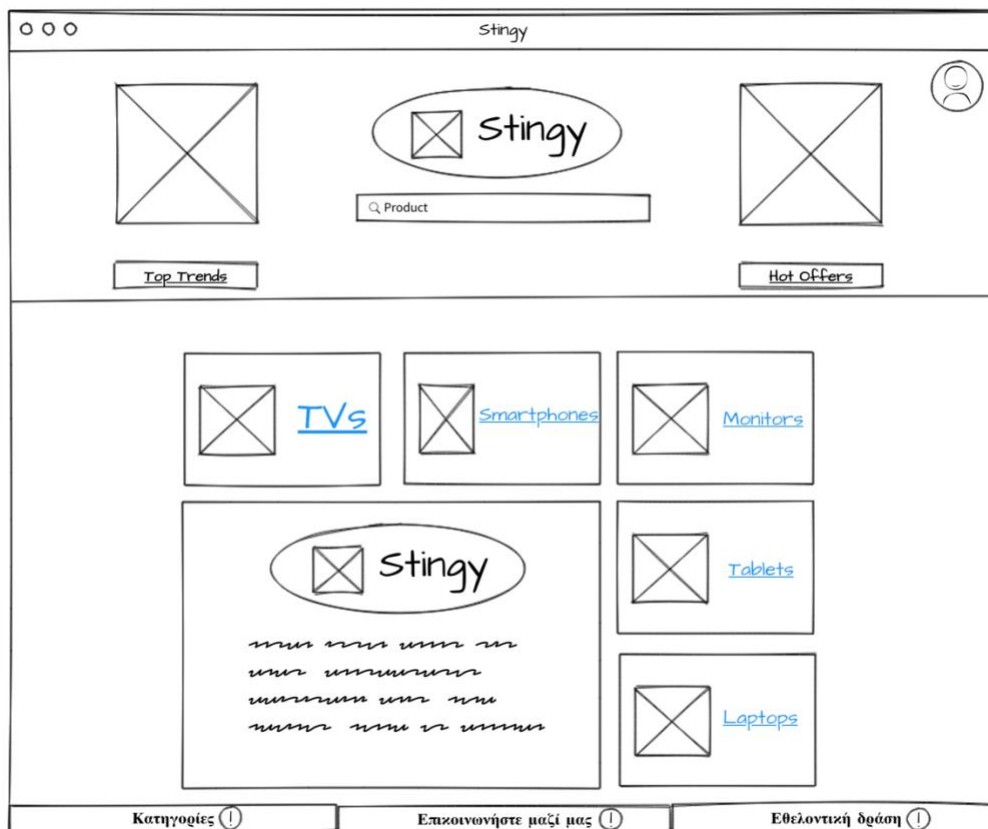 Stingy
Stingy
Product
Top Trends
Hot Offers
TVs
Smartphones
Monitors
Stingy
Tablets
Laptops
Κατηγορίες !
Επικοινωνήστε μαζί μας !
Εθελοντική δράση !